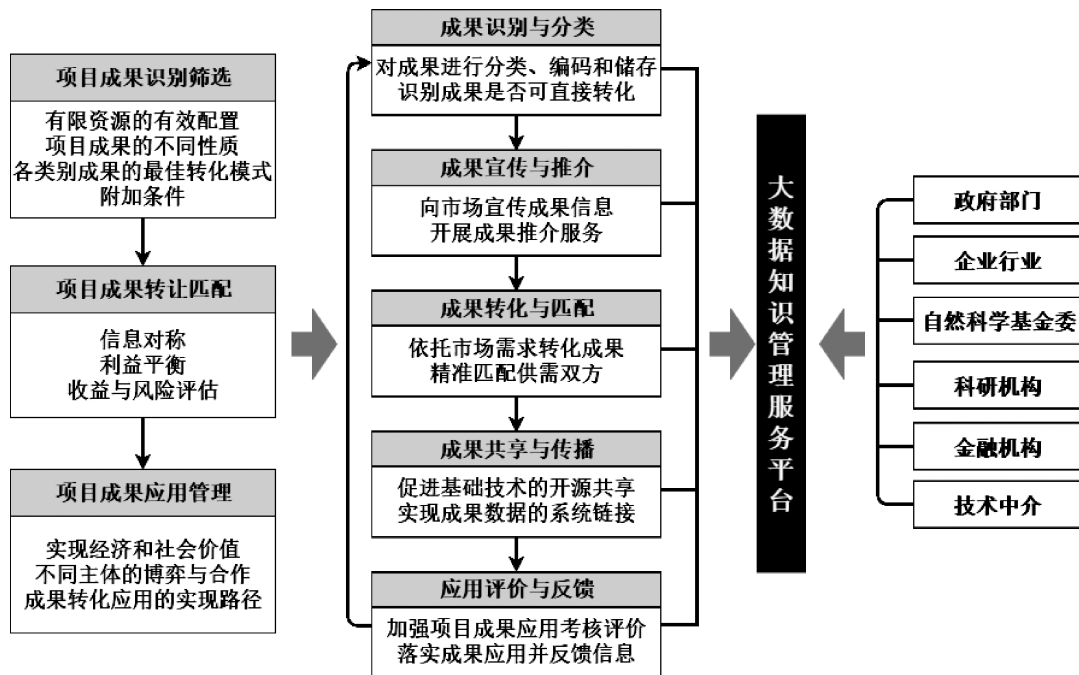 项目成果识别筛选
有限资源的有效配置
项目成果的不同性质
各类别成果的最佳转化模式
附加条件
项目成果转让匹配
信息对称
利益平衡
收益与风险评估
项目成果应用管理
实现经济和社会价值
不同主体的博弈与合作
成果转化应用的实现路径
成果识别与分类
对成果进行分类、编码和储存
识别成果是否可直接转化
成果宣传与推介
向市场宣传成果信息
开展成果推介服务
成果转化与匹配
依托市场需求转化成果
精准匹配供需双方
成果共享与传播
促进基础技术的开源共享
实现成果数据的系统链接
应用评价与反馈
加强项目成果应用考核评价
落实成果应用并反馈信息
大数据知识管理服务平台
政府部门
企业行业
自然科学基金委
科研机构
金融机构
技术中介